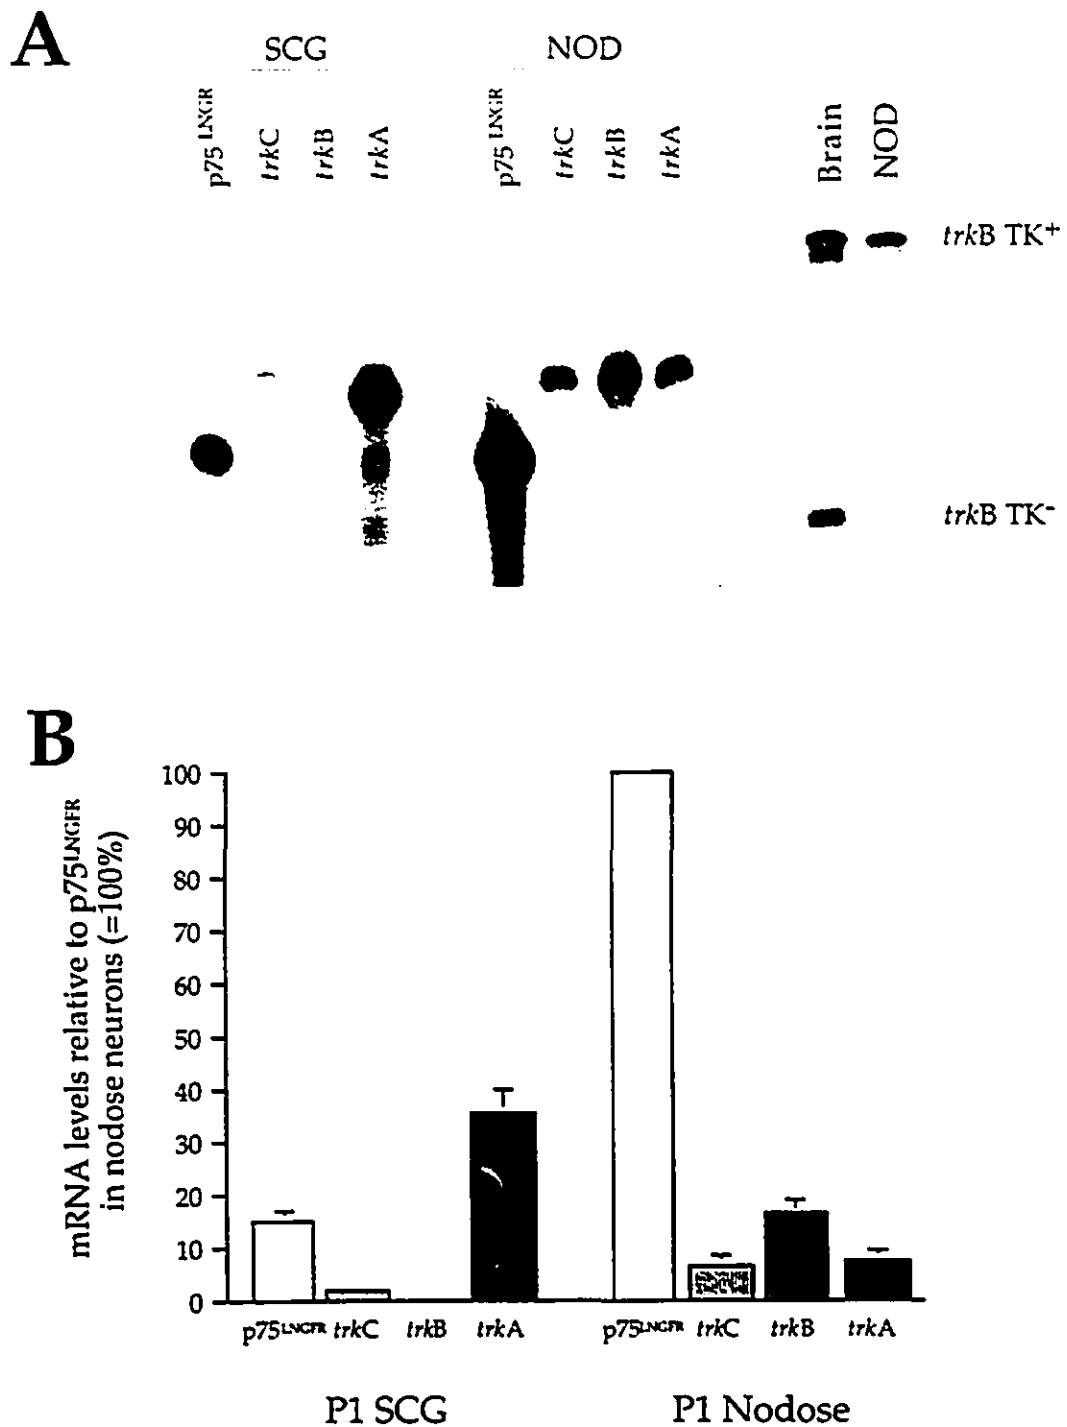 A
SCG NOD
p75 LNGR trkC trkB trkA p75 LNGR trkC trkB trkA Brain NOD
trkB TK+
trkB TK-
B
mRNA levels relative to p75LNGFR
in nodose neurons (=100%)
100
90
80
70
60
50
40
30
20
10
0
p75LNGFR trkC trkB trkA p75LNGFR trkC trkB trkA
P1 SCG P1 Nodose